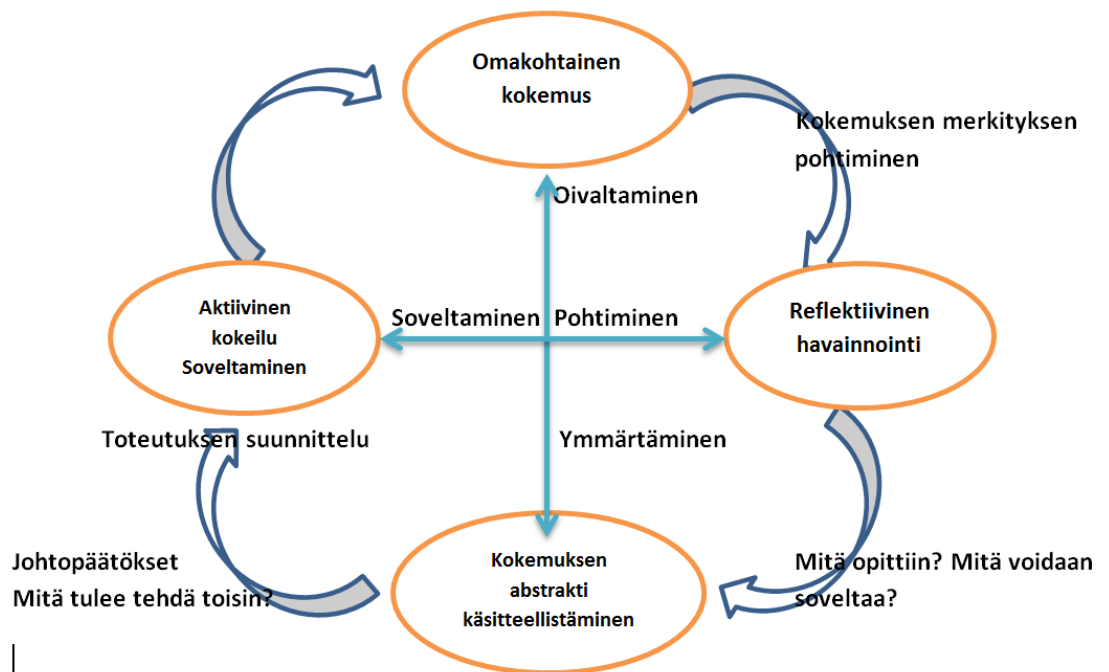 Omakohtainen
kokemus
Kokemuksen merkityksen
pohtiminen
Oivaltaminen
Aktiivinen
kokeilu
Soveltaminen
Soveltaminen
Pohtiminen
Reflektiivinen
havainnointi
Toteutuksen suunnittelu
Ymmärtäminen
Johtopäätökset
Mitä tulee tehdä toisin?
Kokemuksen
abstrakti
käsitteellistäminen
Mitä opittiin? Mitä voidaan
soveltaa?